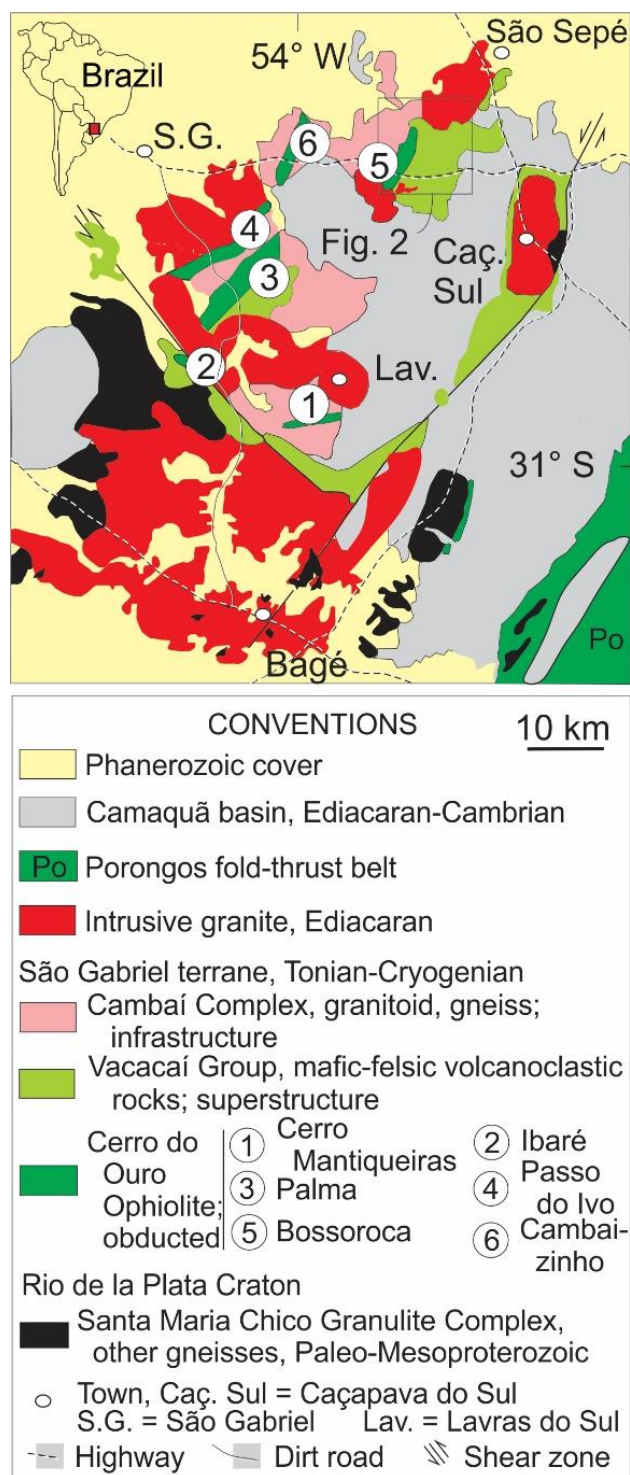 São Sepé
54° W
Brazil
S.G.
6
5
Fig. 2
4
Caç.
Sul
3
2
Lav.
1
31° S
Po
Bagé
CONVENTIONS
10 km
Phanerozoic cover
Camaquã basin, Ediacaran-Cambrian
Po Porongos fold-thrust belt
Intrusive granite, Ediacaran
São Gabriel terrane, Tonian-Cryogenian
Cambaí Complex, granitoid, gneiss;
infrastructure
Vacacaí Group, mafic-felsic volcanoclastic
rocks; superstructure
Cerro do
Ouro
Ophiolite;
obducted
1 Cerro
Mantiqueiras
2 Ibaré
3 Palma
4 Passo
do Ivo
5 Bossoroca
6 Cambai-
zinho
Rio de la Plata Craton
Santa Maria Chico Granulite Complex,
other gneisses, Paleo-Mesoproterozoic
Town, Caç. Sul = Caçapava do Sul
S.G. = São Gabriel Lav. = Lavras do Sul
Highway Dirt road Shear zone